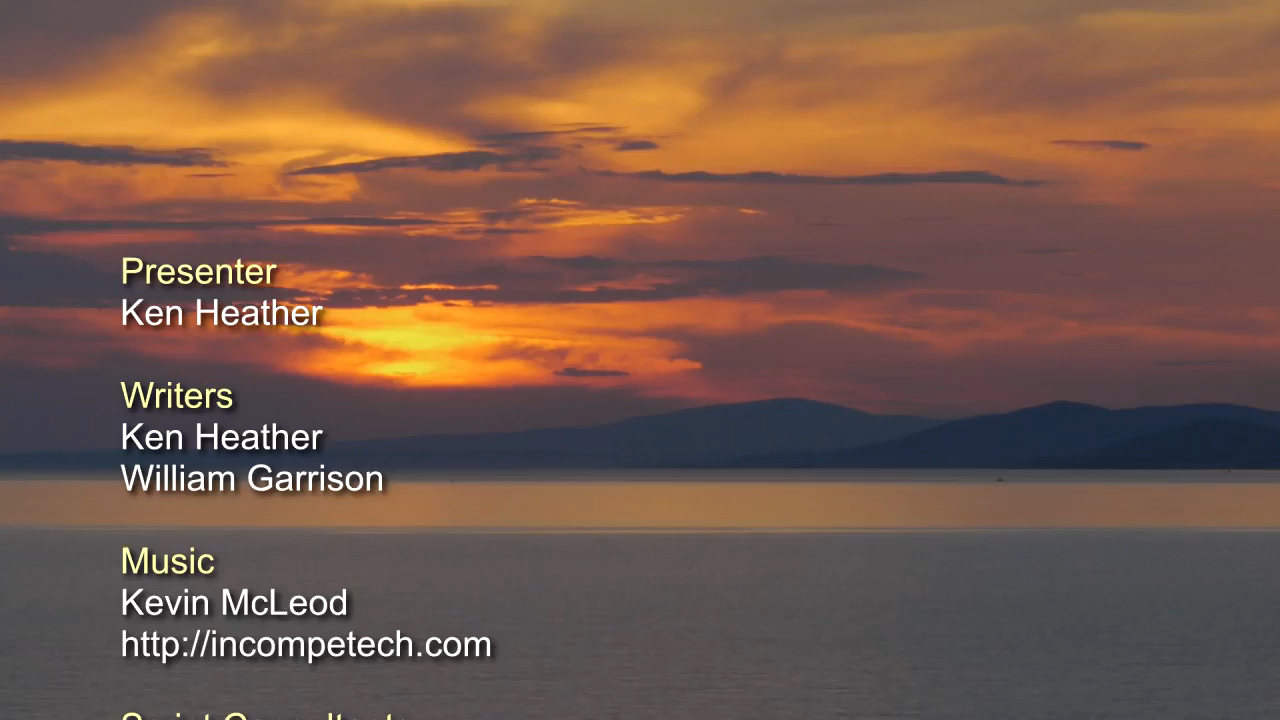 Presenter
Ken Heather
Writers
Ken Heather
William Garrison
Music
Kevin McLeod
http://incompetech.com